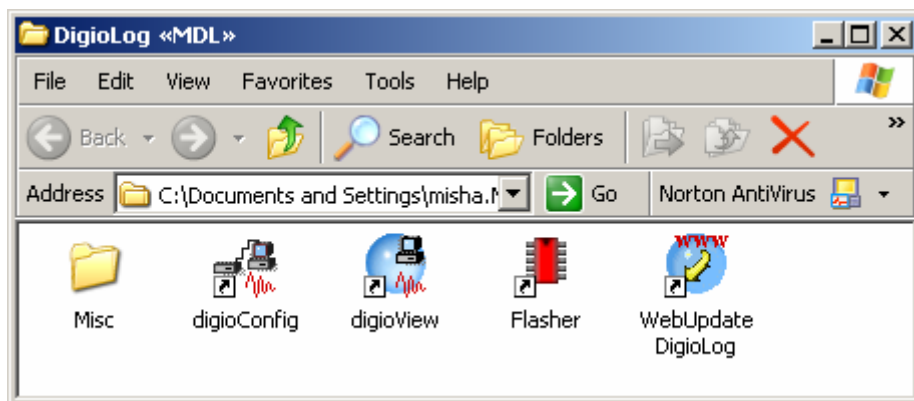 DigioLog «MDL»
File Edit View Favorites Tools Help
Back Search Folders »
Address C:\Documents and Settings\misha. Go Norton AntiVirus
www
Misc digioConfig digioView Flasher WebUpdate
DigioLog